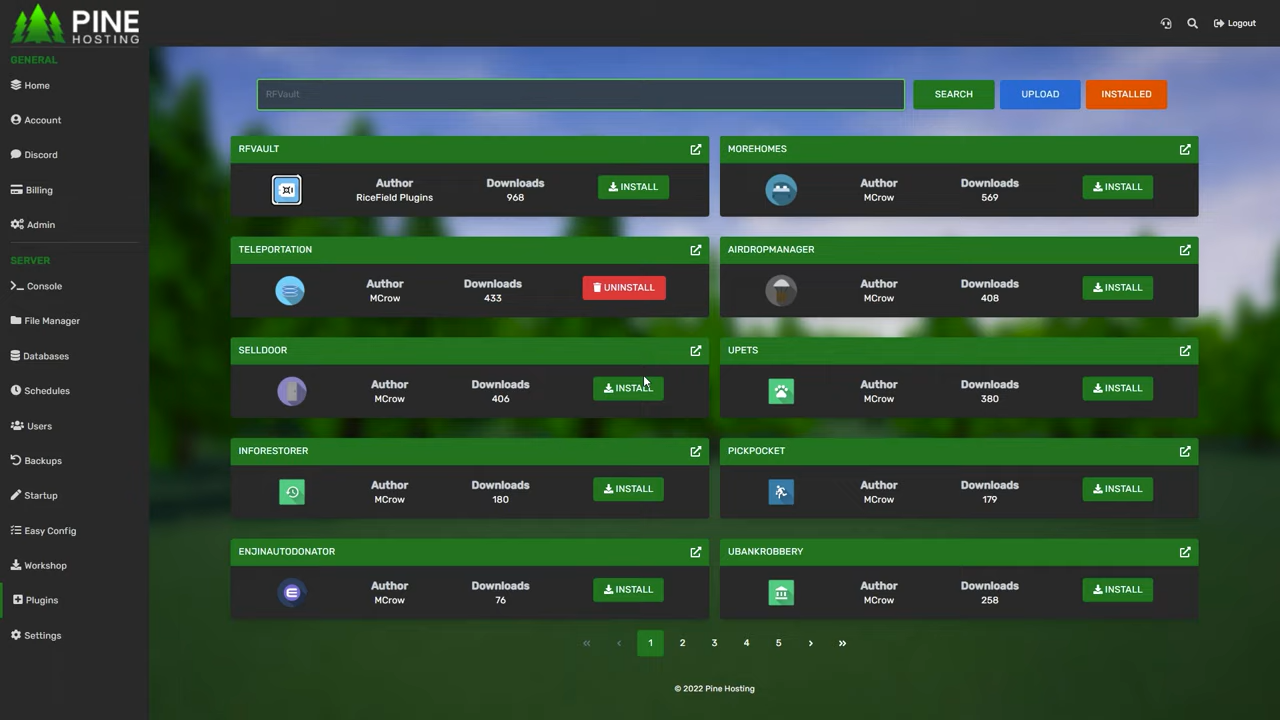 PINE
HOSTING
Logout
GENERAL
Home
Account
Discord
Billing
Admin
SERVER
Console
File Manager
Databases
Schedules
Users
Backups
Startup
Easy Config
Workshop
Plugins
Settings
RFVault
SEARCH
UPLOAD
INSTALLED
RFVAULT
Author
RiceField Plugins
Downloads
968
INSTALL
MOREHOMES
Author
MCrow
Downloads
569
INSTALL
TELEPORTATION
Author
MCrow
Downloads
433
UNINSTALL
AIRDROPMANAGER
Author
MCrow
Downloads
408
INSTALL
SELLDOOR
Author
MCrow
Downloads
406
INSTALL
UPETS
Author
MCrow
Downloads
380
INSTALL
INFORESTORER
Author
MCrow
Downloads
180
INSTALL
PICKPOCKET
Author
MCrow
Downloads
179
INSTALL
ENJINAUTODONATOR
Author
MCrow
Downloads
76
INSTALL
UBANKROBBERY
Author
MCrow
Downloads
258
INSTALL
« ‹ 1 2 3 4 5 › »
© 2022 Pine Hosting